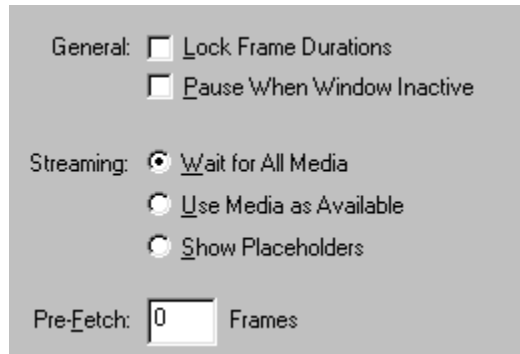 General: Lock Frame Durations
Pause When Window Inactive
Streaming: Wait for All Media
Use Media as Available
Show Placeholders
Pre-Fetch: 0 Frames